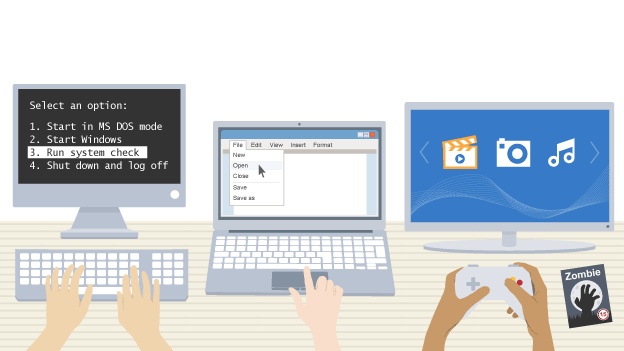 Select an option:
1. Start in MS DOS mode
2. Start Windows
3. Run system check
4. Shut down and log off
File Edit View Insert Format
New
Open
Close
Save
Save as
Zombie
15